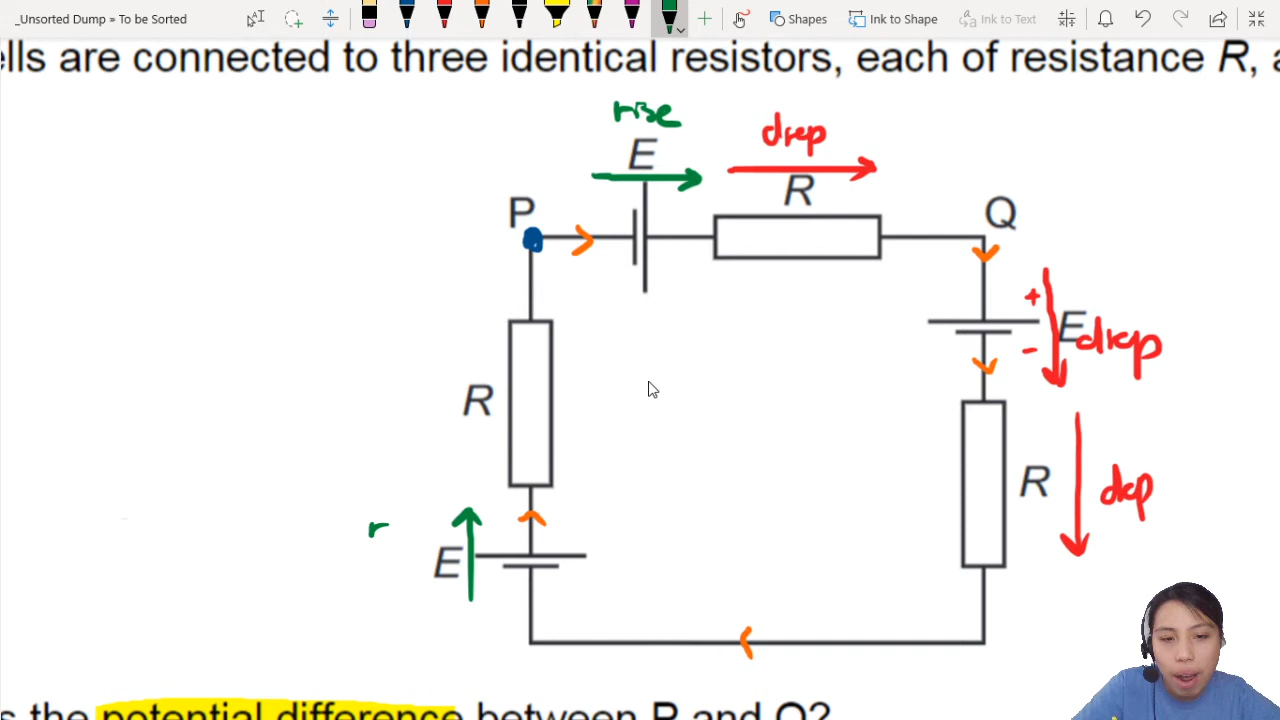 _Unsorted Dump » To be Sorted
Shapes
Ink to Shape
Ink to Text
ells are connected to three identical resistors, each of resistance R, a
rise
E
drop
R
P
Q
+
E
drop
-
R
R
drop
r
E
s the potential difference between P and Q?